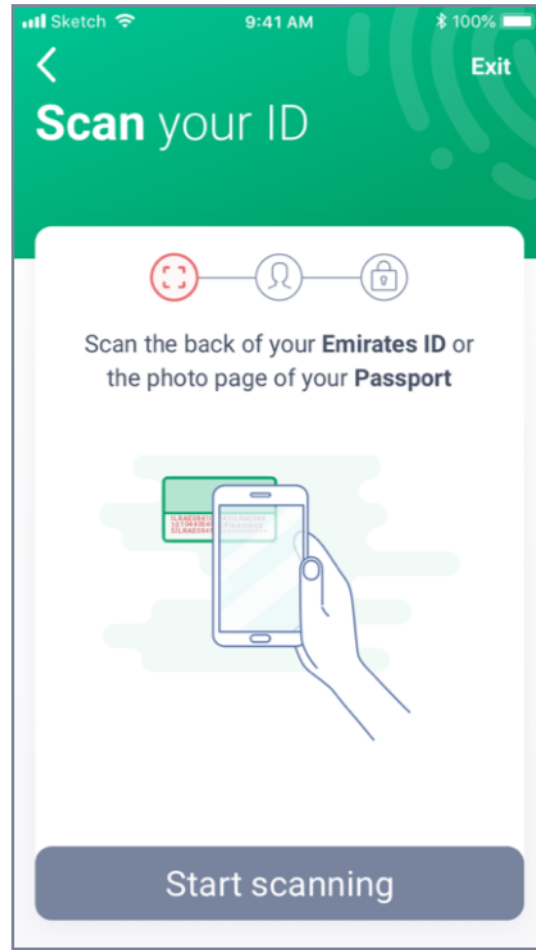 Sketch 9:41 AM 100%
Exit
Scan your ID
Scan the back of your Emirates ID or
the photo page of your Passport
Start scanning